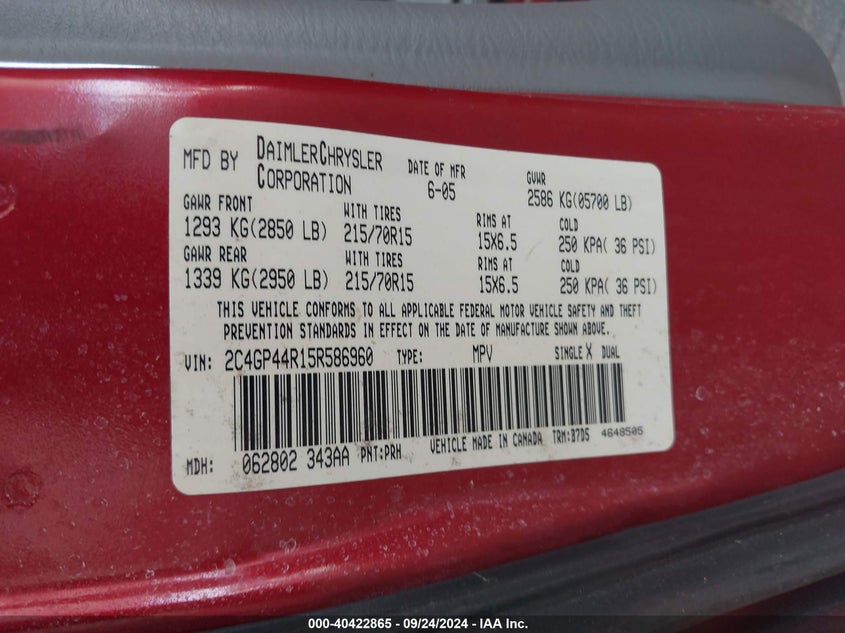 MFD BY DAIMLERCHRYSLER CORPORATION DATE OF MFR 6-05 GVWR 2586 KG(05700 LB)
GAWR FRONT WITH TIRES RIMS AT COLD
1293 KG(2850 LB) 215/70R15 15X6.5 250 KPA( 36 PSI)
GAWR REAR WITH TIRES RIMS AT COLD
1339 KG(2950 LB) 215/70R15 15X6.5 250 KPA( 36 PSI)
THIS VEHICLE CONFORMS TO ALL APPLICABLE FEDERAL MOTOR VEHICLE SAFETY AND THEFT
PREVENTION STANDARDS IN EFFECT ON THE DATE OF MANUFACTURE SHOWN ABOVE.
VIN: 2C4GP44R15R586960 TYPE: MPV SINGLE X DUAL
MDH: 062802 343AA PNT:PRH VEHICLE MADE IN CANADA TRM:B7D5 4648505
000-40422865 - 09/24/2024 - IAA Inc.